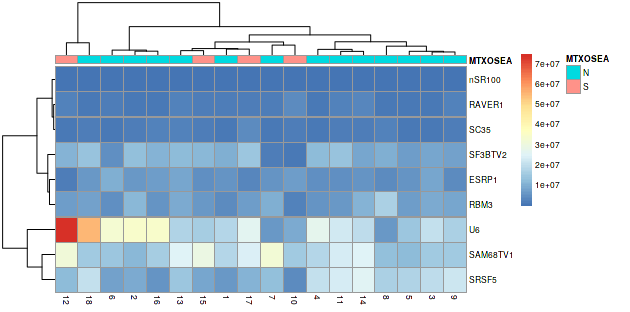 MTXOSEA
nSR100
RAVER1
SC35
SF3BTV2
ESRP1
RBM3
U6
SAM68TV1
SRSF5
12 18 6 2 16 13 15 1 17 7 10 4 11 14 8 5 3 9
7e+07
6e+07
5e+07
4e+07
3e+07
2e+07
1e+07
MTXOSEA
N
S